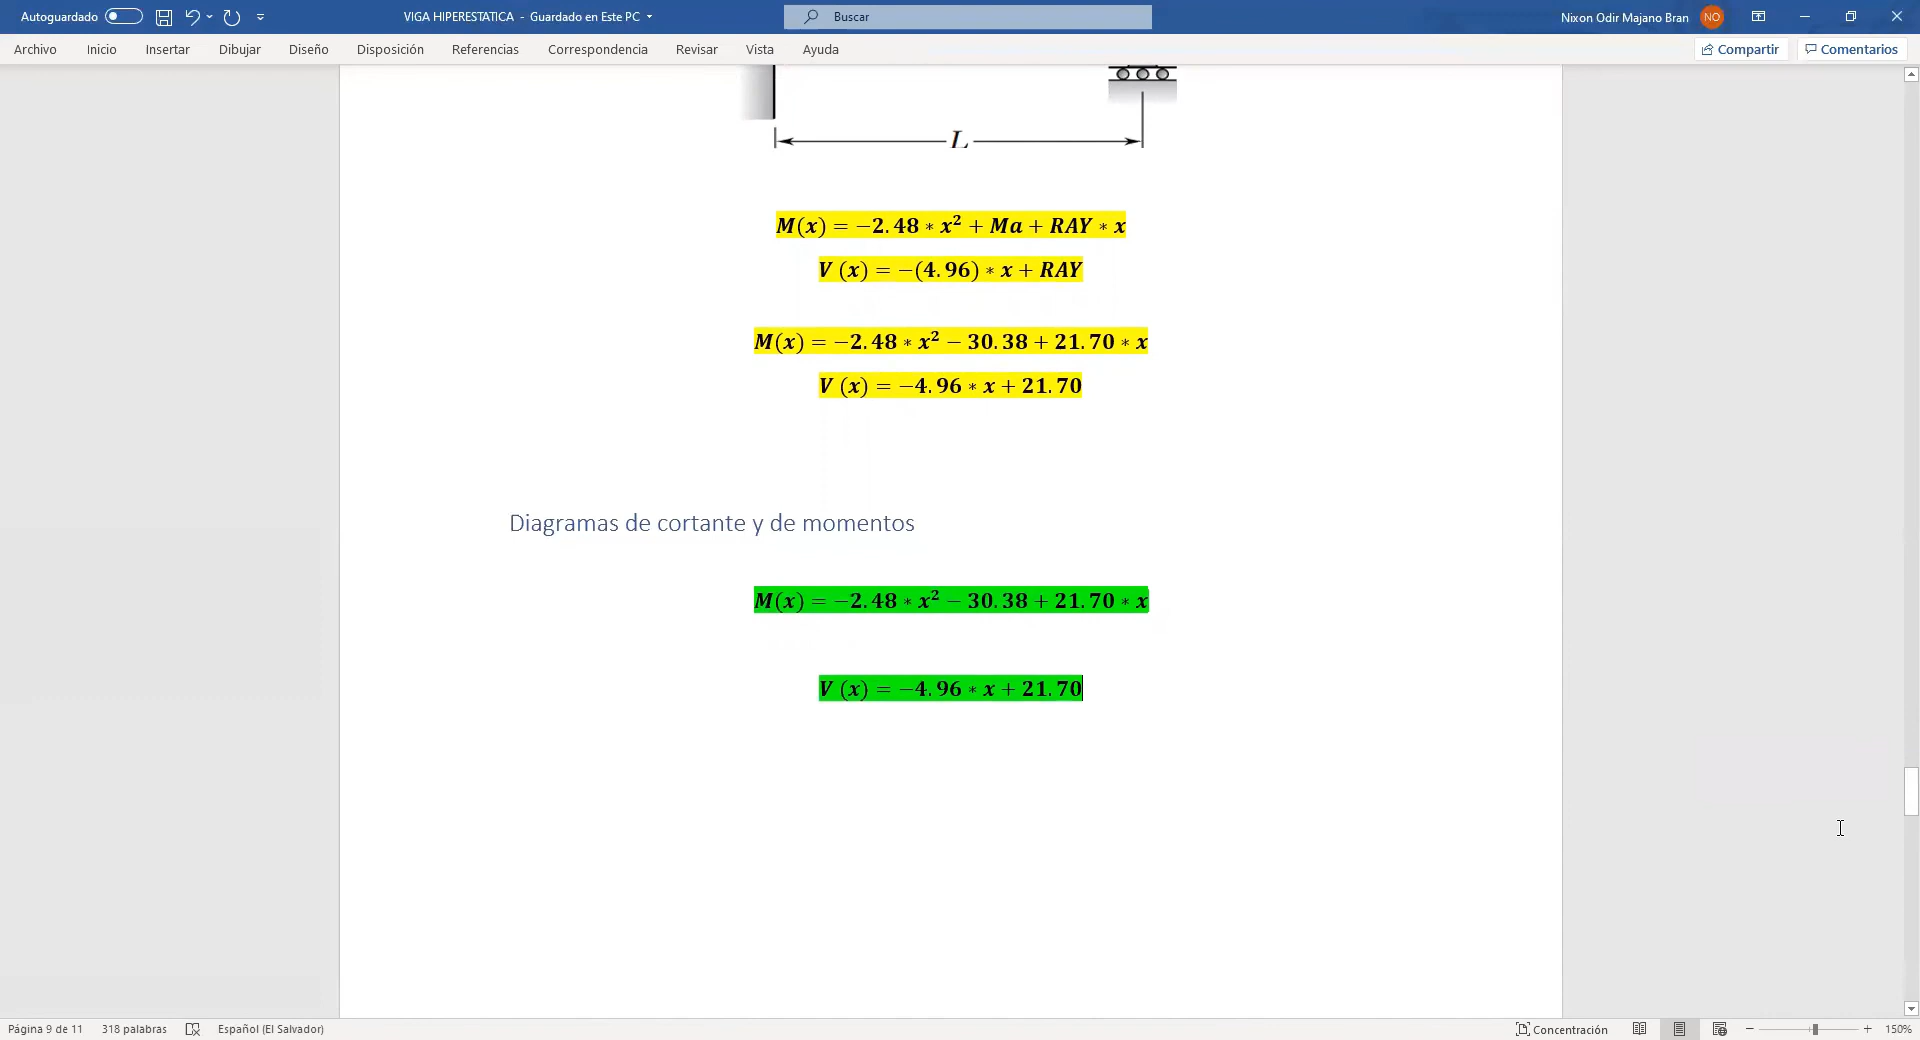 Autoguardado VIGA HIPERESTATICA - Guardado en Este PC Buscar Nixon Odir Majano Bran NO
Archivo Inicio Insertar Dibujar Diseño Disposición Referencias Correspondencia Revisar Vista Ayuda Compartir Comentarios
L
M(x) = −2.48 ∗ x² + Ma + RAY ∗ x
V (x) = −(4.96) ∗ x + RAY
M(x) = −2.48 ∗ x² − 30.38 + 21.70 ∗ x
V (x) = −4.96 ∗ x + 21.70
Diagramas de cortante y de momentos
M(x) = −2.48 ∗ x² − 30.38 + 21.70 ∗ x
V (x) = −4.96 ∗ x + 21.70
Página 9 de 11 318 palabras Español (El Salvador) Concentración 150%